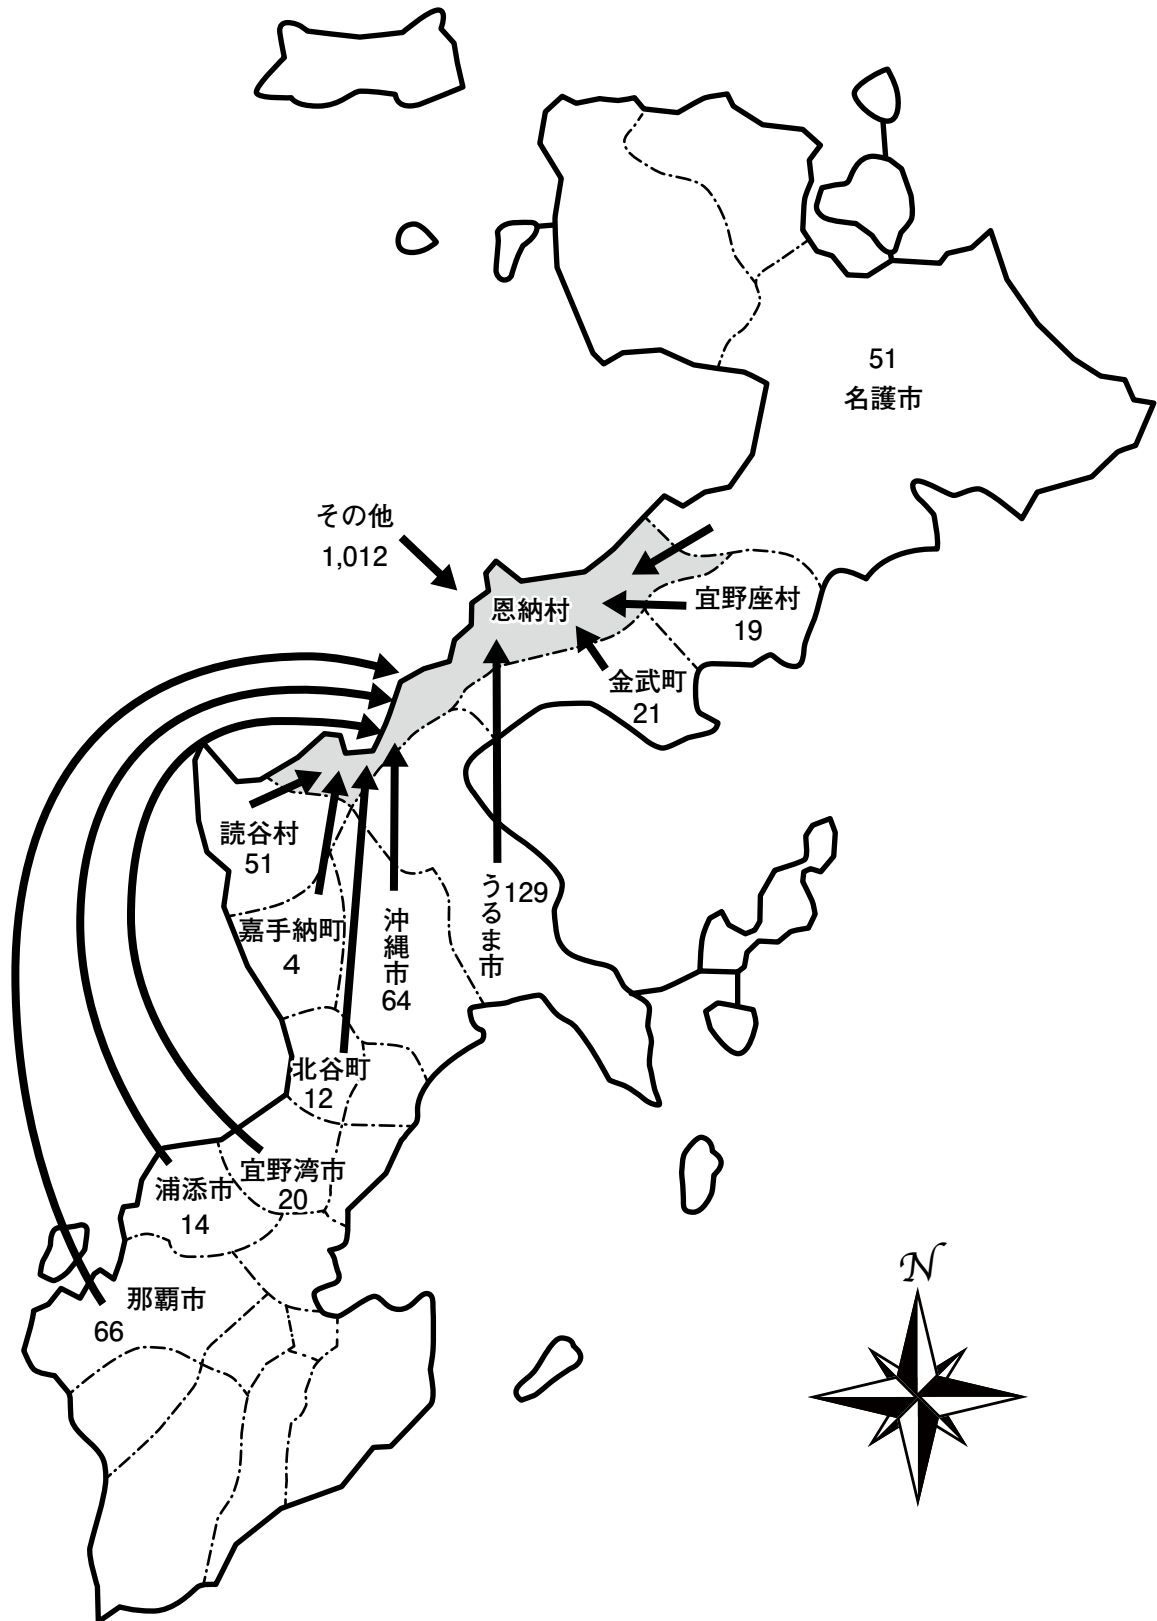 51
名護市
その他
1,012
恩納村
宜野座村
19
金武町
21
読谷村
51
嘉手納町
4
沖縄市
64
うるま市
129
北谷町
12
宜野湾市
20
浦添市
14
那覇市
66
N